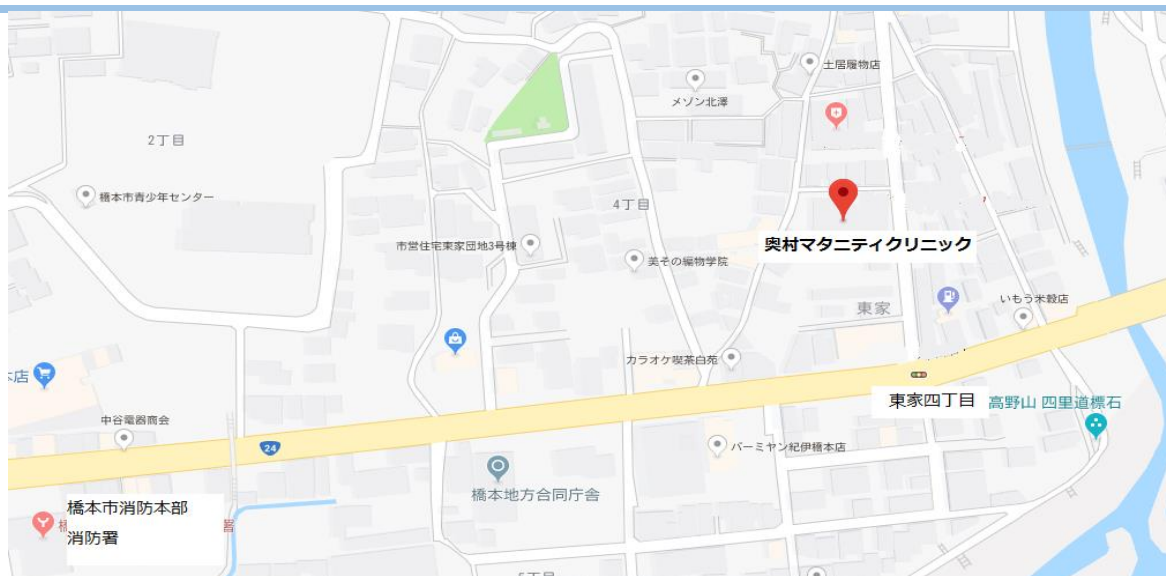 土居履物店
メゾン北澤
2丁目
橋本市青少年センター
4丁目
市営住宅東家団地3号棟
奥村マタニティクリニック
美その編物学院
東家
いもう米穀店
カラオケ喫茶白苑
店
東家四丁目
高野山 四里道標石
中谷電器商会
24
バーミヤン紀伊橋本店
橋本地方合同庁舎
橋本市消防本部
消防署
署